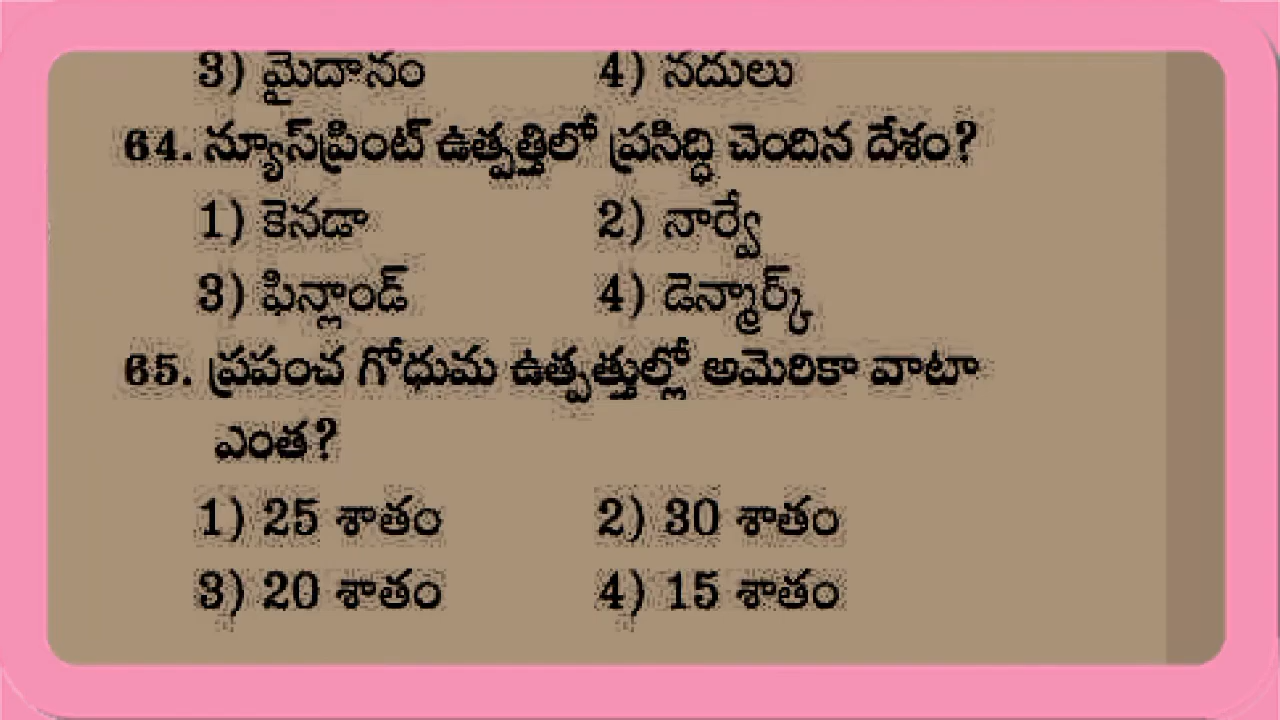 3) మైదానం 4) నదులు
64. న్యూస్‌ప్రింట్ ఉత్పత్తిలో ప్రసిద్ధి చెందిన దేశం?
1) కెనడా 2) నార్వే
3) ఫిన్లాండ్ 4) డెన్మార్క్
65. ప్రపంచ గోధుమ ఉత్పత్తుల్లో అమెరికా వాటా
ఎంత?
1) 25 శాతం 2) 30 శాతం
3) 20 శాతం 4) 15 శాతం